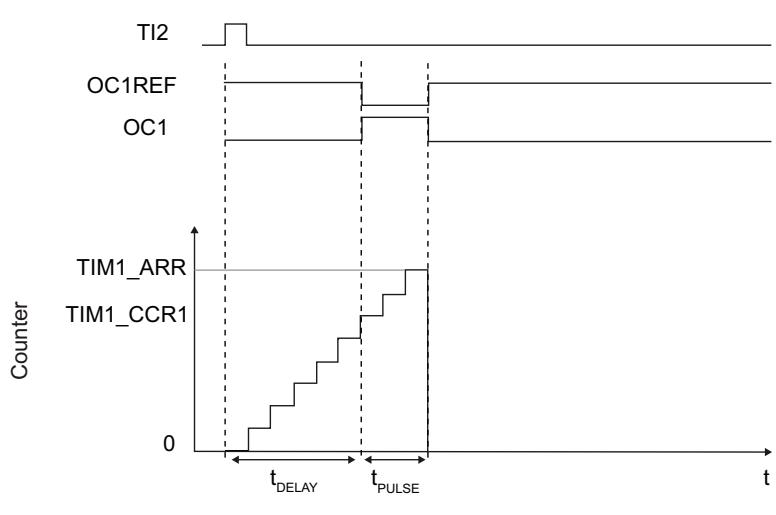 TI2
OC1REF
OC1
TIM1_ARR
TIM1_CCR1
Counter
0
tDELAY
tPULSE
t